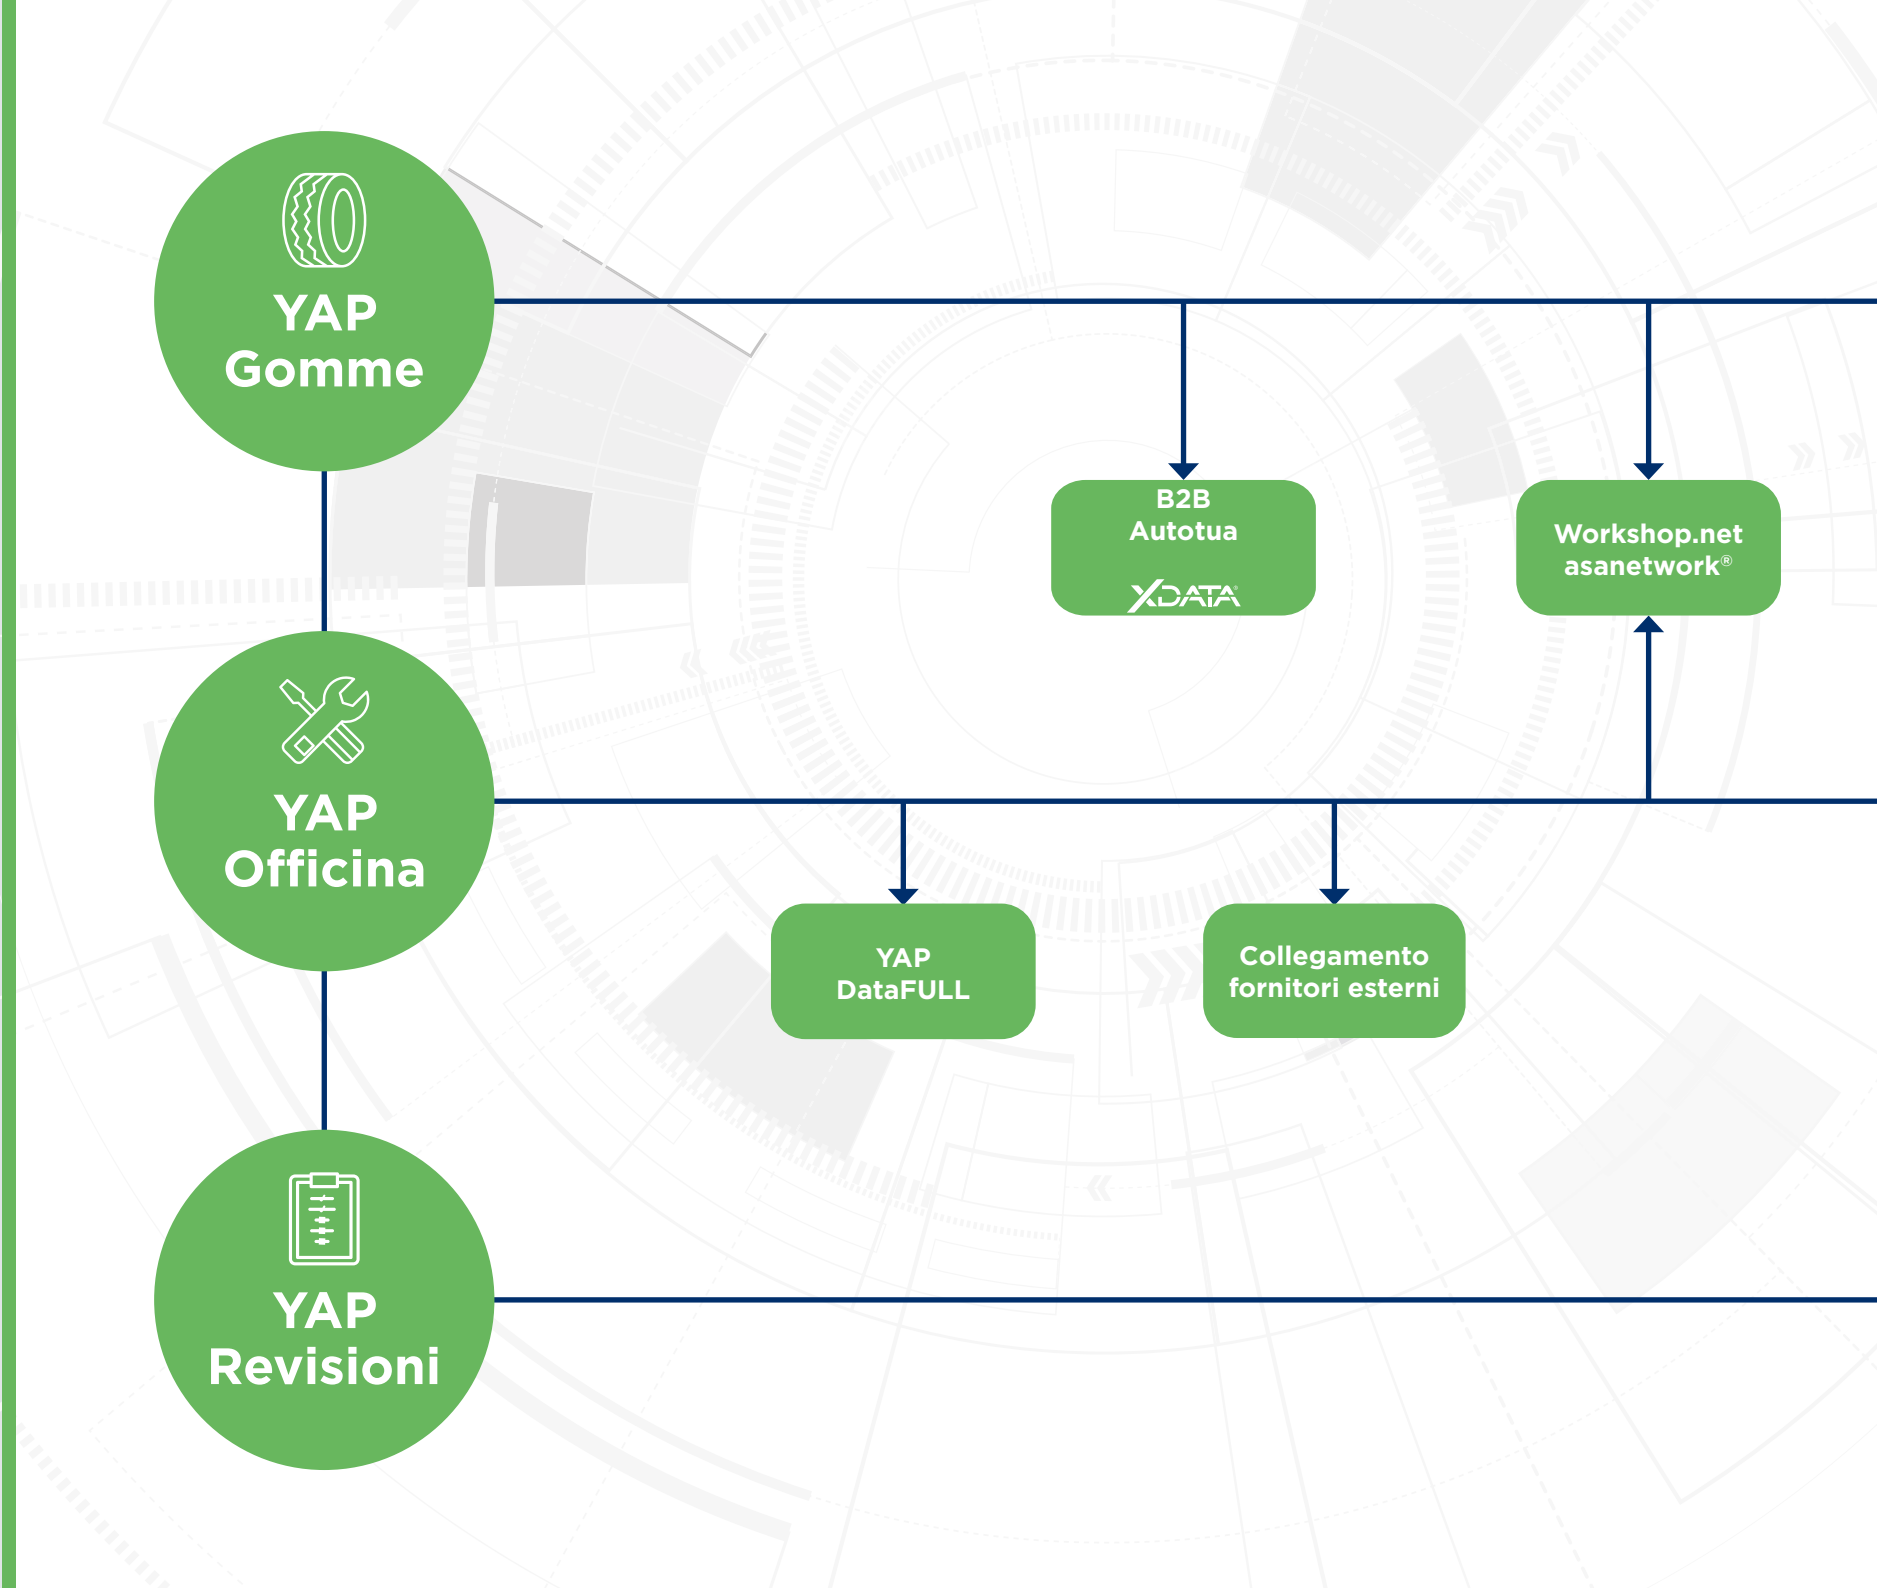 YAP
Gomme
B2B
Autotua
XDATA®
Workshop.net
asanetwork®
YAP
Officina
YAP
DataFULL
Collegamento
fornitori esterni
YAP
Revisioni